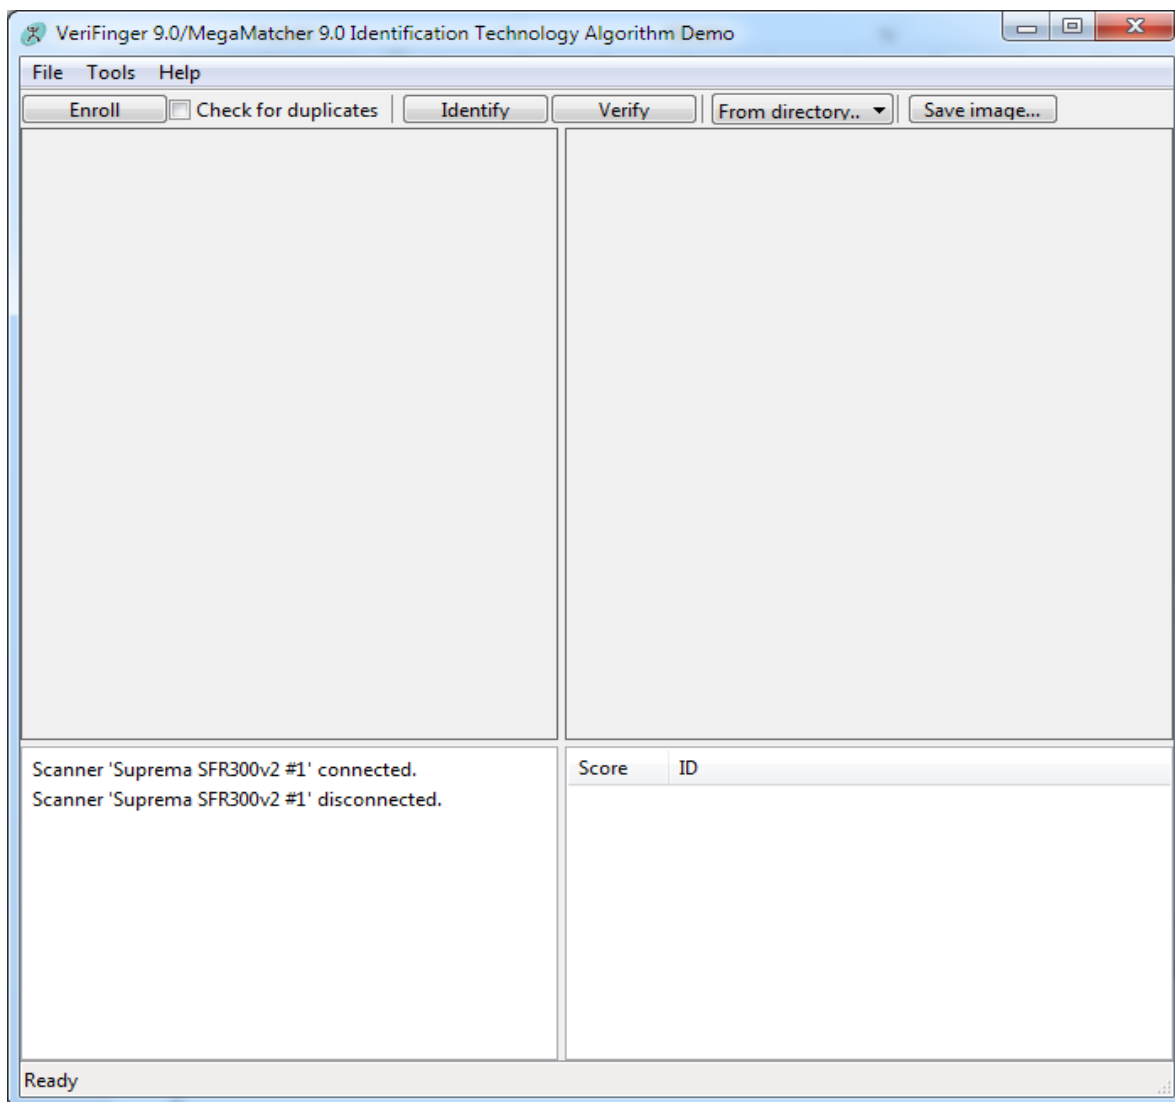 VeriFinger 9.0/MegaMatcher 9.0 Identification Technology Algorithm Demo
File Tools Help
Enroll Check for duplicates Identify Verify From directory.. Save image...
Scanner 'Suprema SFR300v2 #1' connected.
Scanner 'Suprema SFR300v2 #1' disconnected.
Score ID
Ready